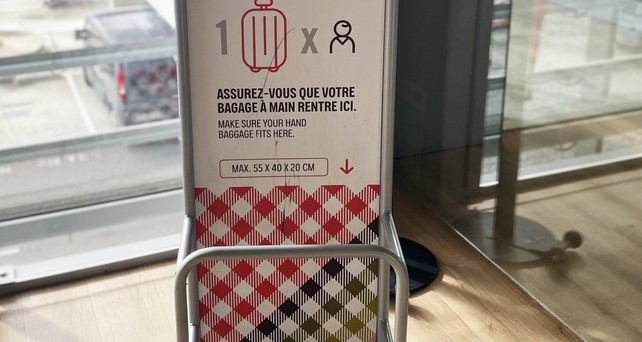 1 X
ASSUREZ-VOUS QUE VOTRE
BAGAGE À MAIN RENTRE ICI.
MAKE SURE YOUR HAND
BAGGAGE FITS HERE.
MAX. 55 X 40 X 20 CM